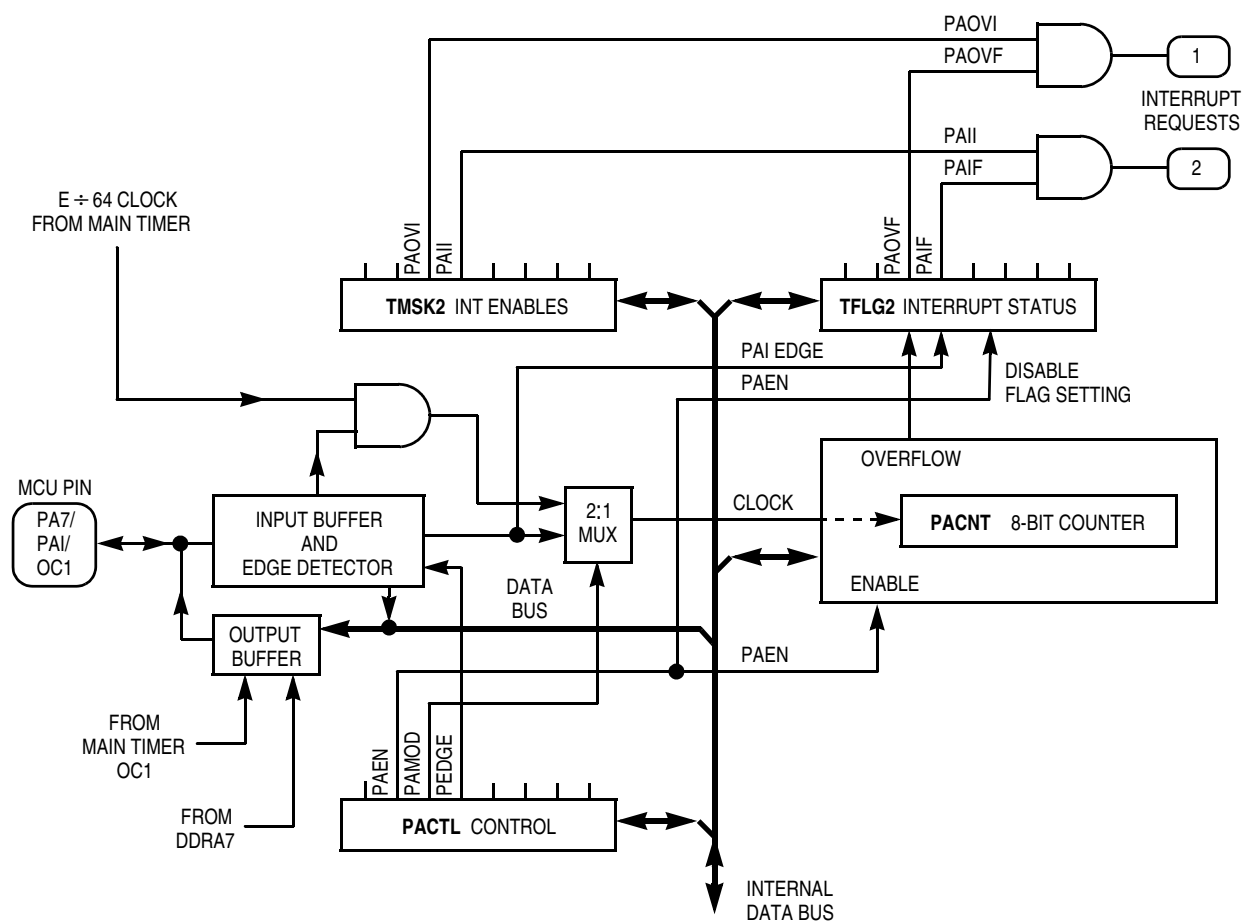 PAOVI
1
PAOVF
INTERRUPT
REQUESTS
PAII
2
PAIF
E ÷ 64 CLOCK
FROM MAIN TIMER
PAOVI
PAII
PAOVF
PAIF
TMSK2 INT ENABLES
TFLG2 INTERRUPT STATUS
PAI EDGE
DISABLE
FLAG SETTING
PAEN
OVERFLOW
MCU PIN
PA7/
PAI/
OC1
INPUT BUFFER
AND
EDGE DETECTOR
2:1
MUX
CLOCK
PACNT 8-BIT COUNTER
DATA
BUS
ENABLE
OUTPUT
BUFFER
PAEN
FROM
MAIN TIMER
OC1
PAEN
PAMOD
PEDGE
FROM
DDRA7
PACTL CONTROL
INTERNAL
DATA BUS